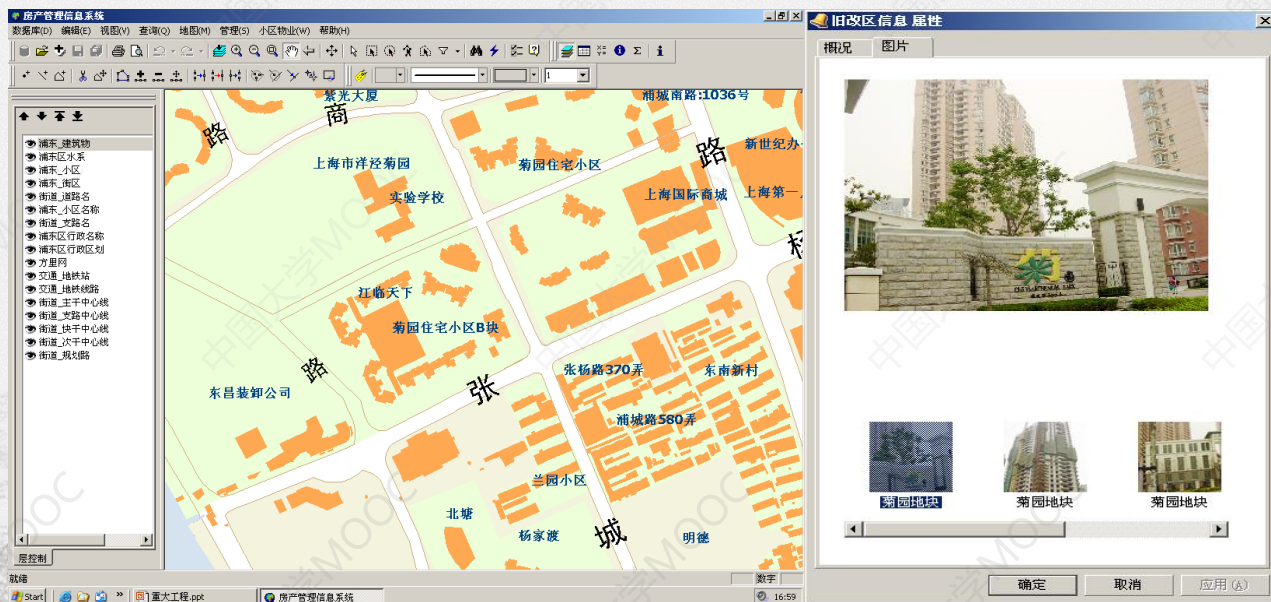 房产管理信息系统
数据库(D) 编辑(E) 视图(V) 查询(Q) 地图(M) 管理(S) 小区物业(W) 帮助(H)
1
浦东_建筑物
浦东区水系
浦东_小区
浦东_街区
街道_道路名
浦东_小区名称
街道_支路名
浦东区行政名称
浦东区行政区划
方里网
交通_地铁站
交通_地铁线路
街道_主干中心线
街道_支路中心线
街道_快干中心线
街道_次干中心线
街道_规划路
层控制
就绪
数字
Start
»
重大工程.ppt
房产管理信息系统
16:59
紫光大厦
商
路
浦城南路:1036号
路
新世纪办
上海市洋泾菊园
实验学校
菊园住宅小区
上海国际商城
上海第一
杨
江临天下
菊园住宅小区B块
路
张
东昌装卸公司
张杨路370弄
东南新村
浦城路580弄
兰园小区
北塘
杨家渡
城
明德
旧改区信息 属性
概况
图片
菊
菊园地块
菊园地块
菊园地块
确定
取消
应用(A)
中国大学MOOC